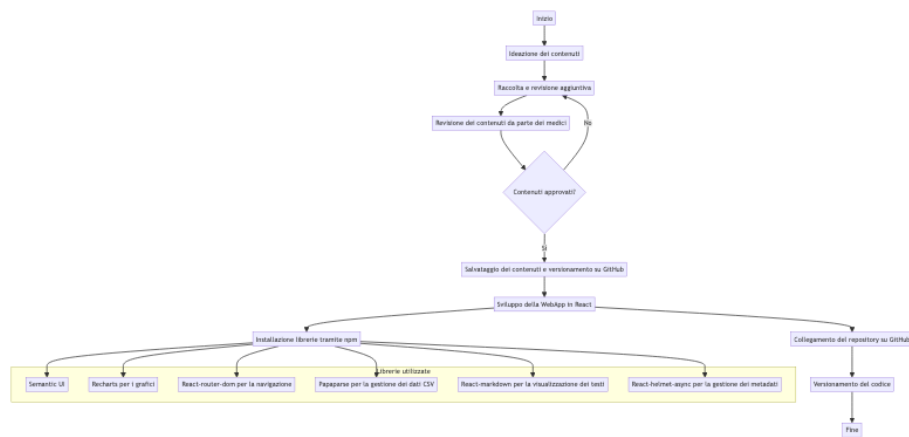 Inizio
Ideazione dei contenuti
Raccolta e revisione aggiuntiva
Revisione dei contenuti da parte dei medici
No
Contenuti approvati?
Sì
Salvataggio dei contenuti e versionamento su GitHub
Sviluppo della WebApp in React
Installazione librerie tramite npm
Collegamento del repository su GitHub
Librerie utilizzate
Semantic UI
Recharts per i grafici
React-router-dom per la navigazione
Papaparse per la gestione dei dati CSV
React-markdown per la visualizzazione dei testi
React-helmet-async per la gestione dei metadati
Versionamento del codice
Fine